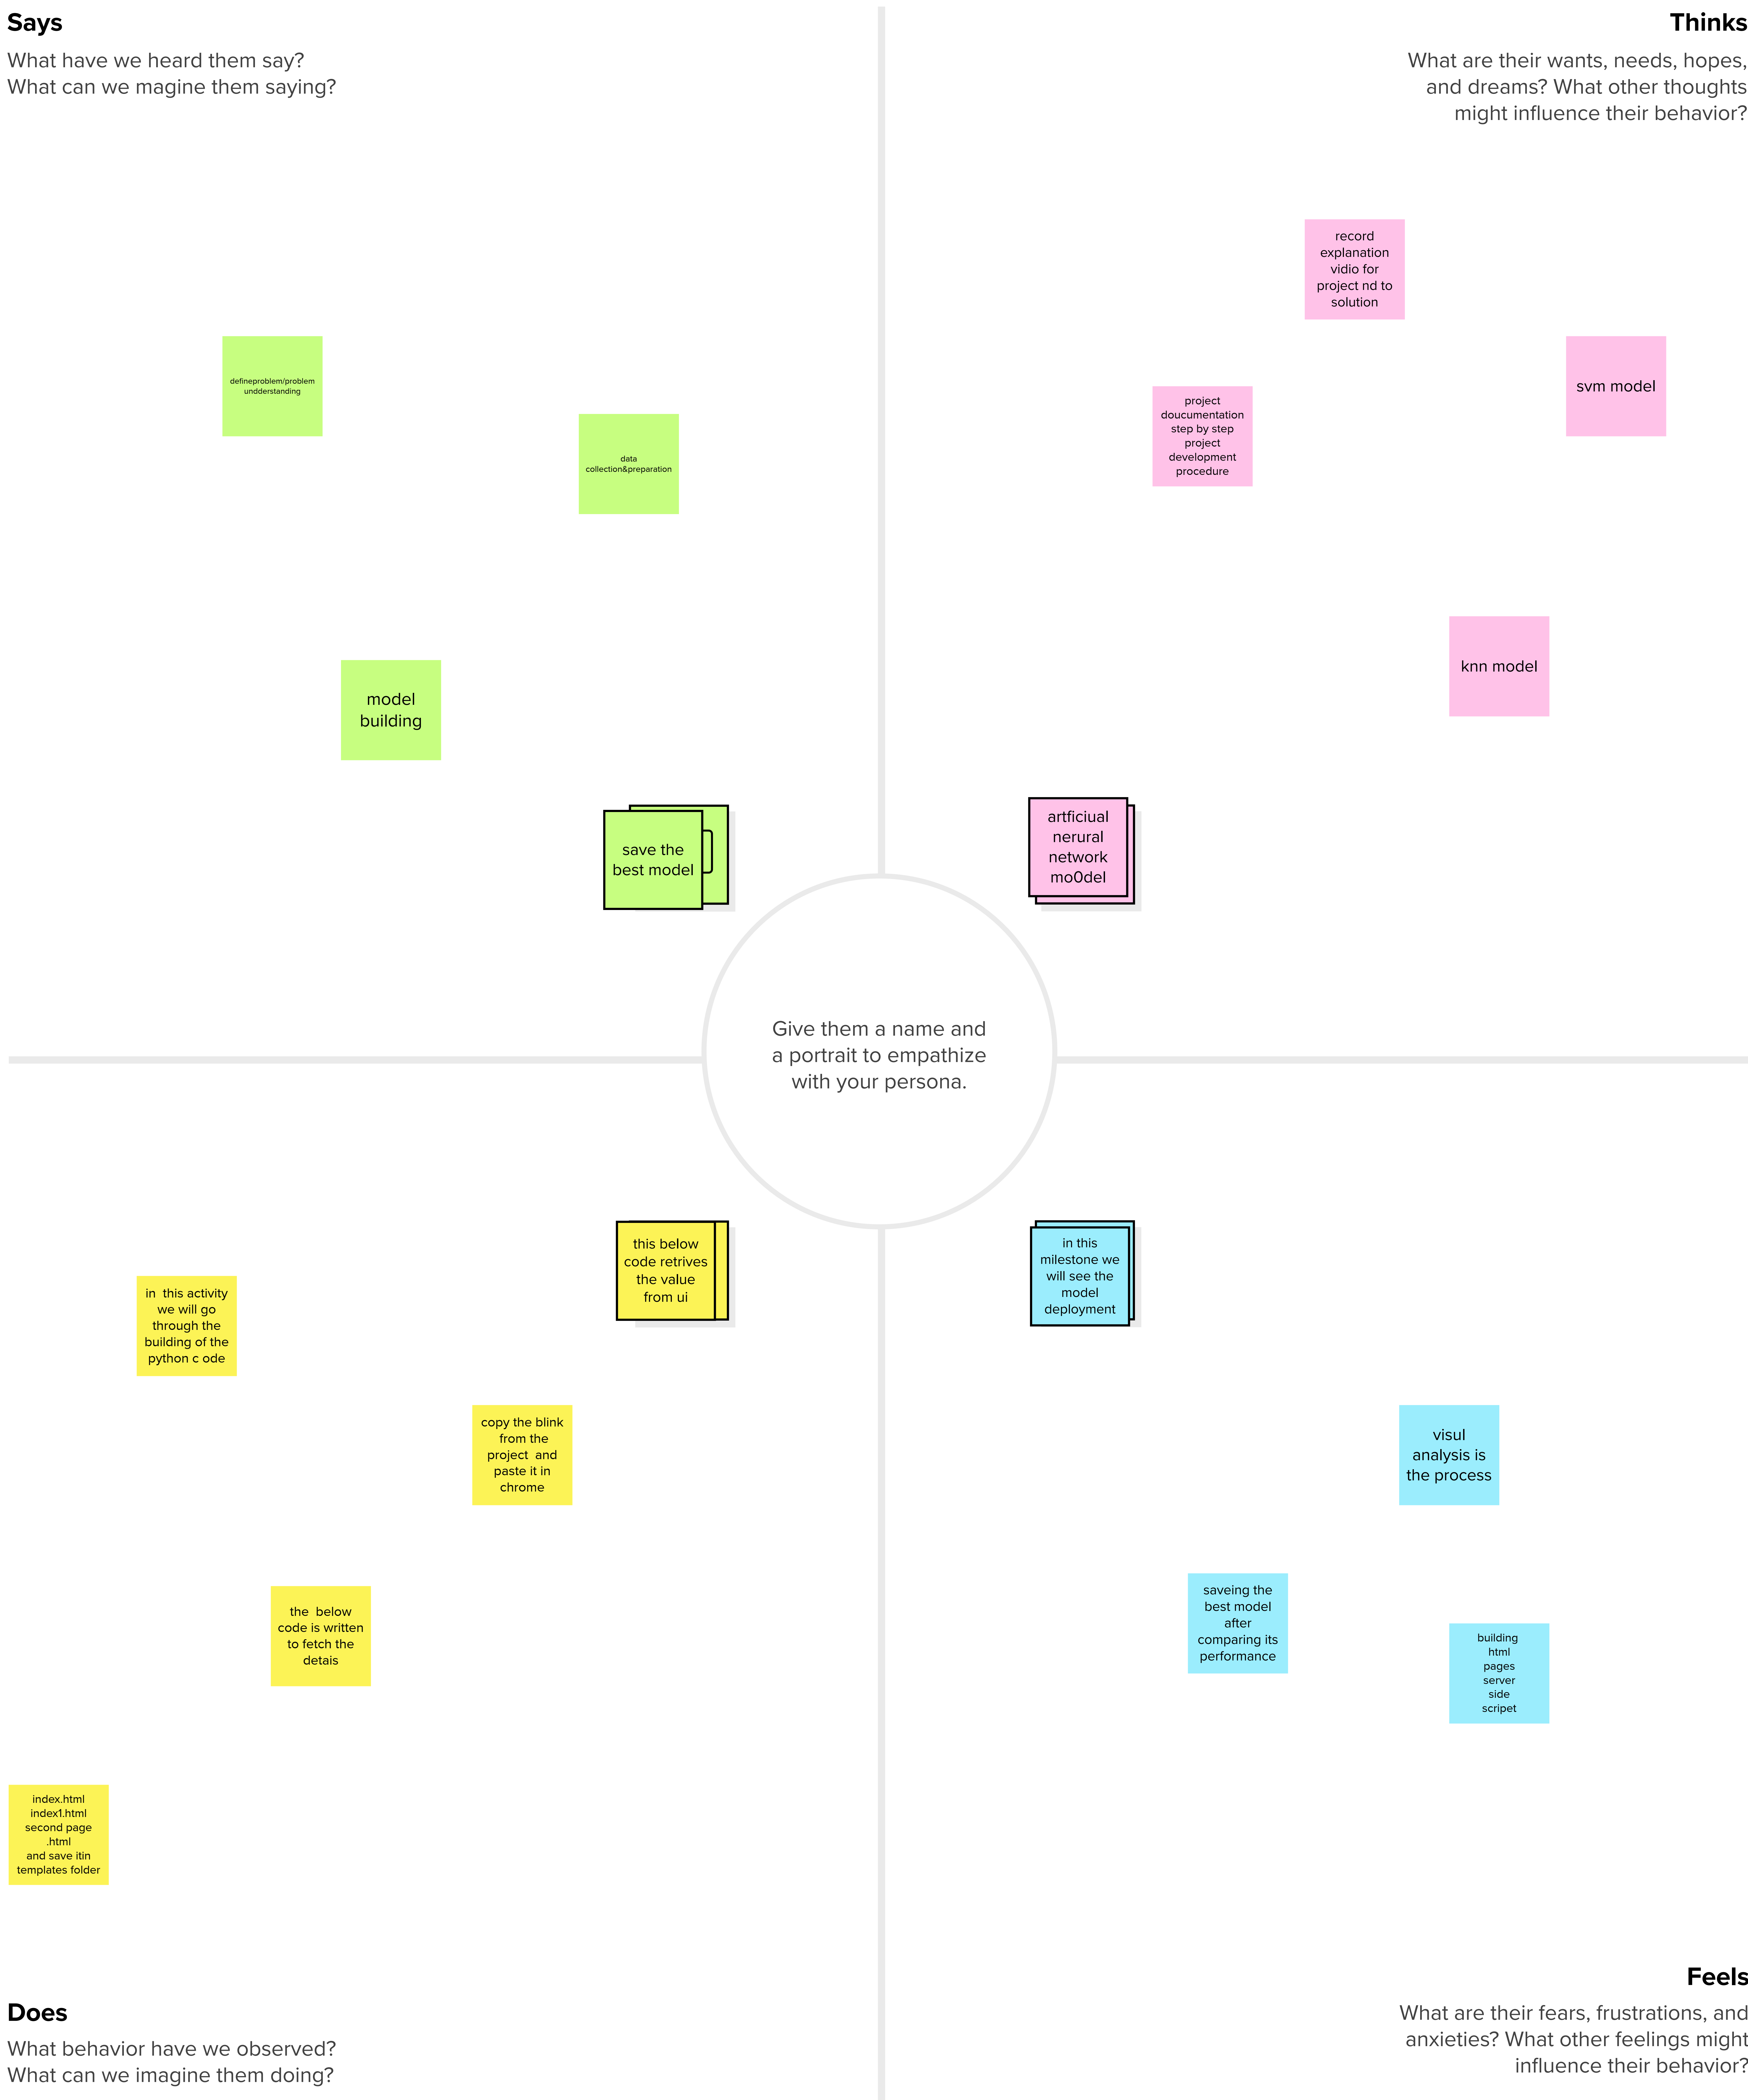 Says
What have we heard them say?
What can we magine them saying?
Thinks
What are their wants, needs, hopes,
and dreams? What other thoughts
might influence their behavior?
defineproblem/problem
undderstanding
data
collection&preparation
model
building
save the
best model
record
explanation
vidio for
project nd to
solution
svm model
project
doucumentation
step by step
project
development
procedure
knn model
artficiual
nerural
network
mo0del
Give them a name and
a portrait to empathize
with your persona.
this below
code retrives
the value
from ui
in  this activity
we will go
through the
building of the
python c ode
copy the blink
from the
project  and
paste it in
chrome
the  below
code is written
to fetch the
detais
index.html
index1.html
second page
.html
and save itin
templates folder
in this
milestone we
will see the
model
deployment
visul
analysis is
the process
saveing the
best model
after
comparing its
performance
building
html
pages
server
side
scripet
Does
What behavior have we observed?
What can we imagine them doing?
Feels
What are their fears, frustrations, and
anxieties? What other feelings might
influence their behavior?